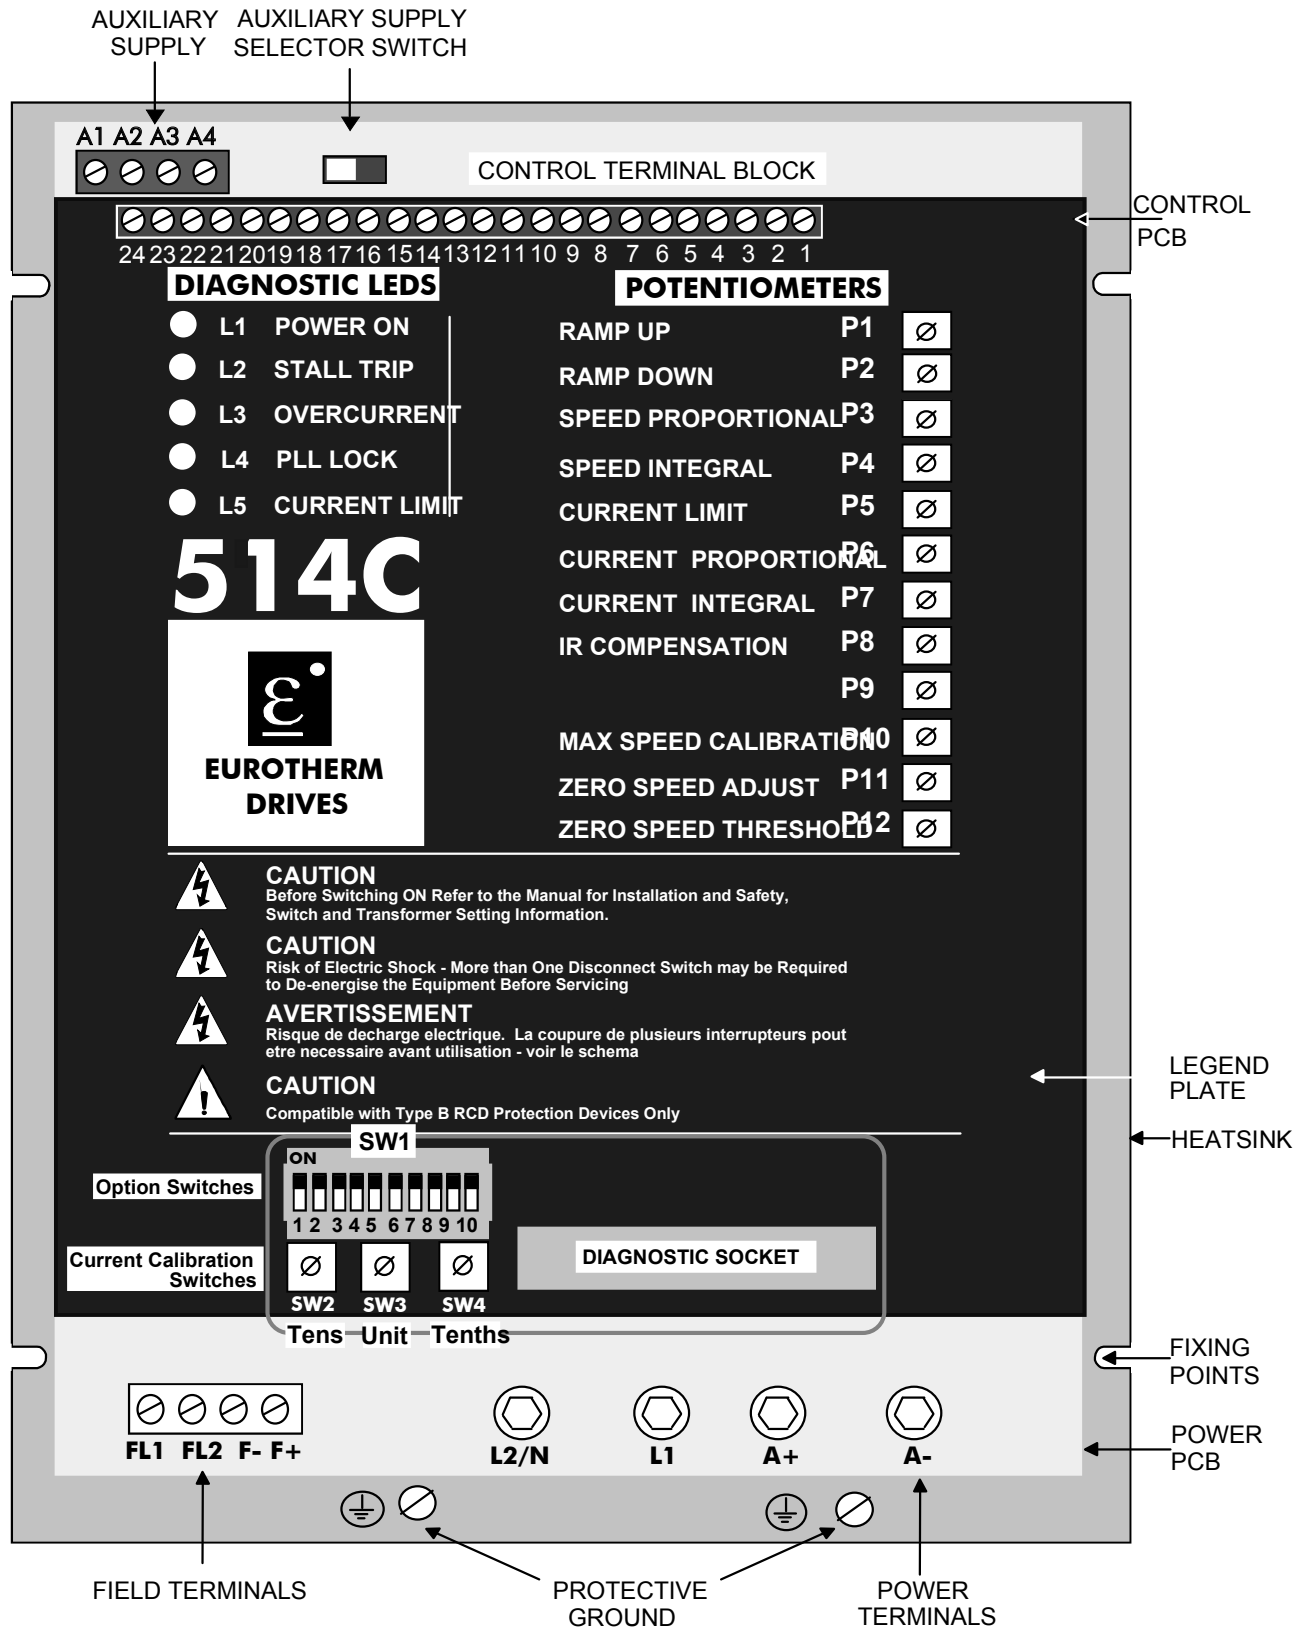 AUXILIARY
SUPPLY
AUXILIARY SUPPLY
SELECTOR SWITCH
A1 A2 A3 A4
CONTROL TERMINAL BLOCK
CONTROL
PCB
24 23 22 21 20 19 18 17 16 15 14 13 12 11 10 9 8 7 6 5 4 3 2 1
DIAGNOSTIC LEDS
L1 POWER ON
L2 STALL TRIP
L3 OVERCURRENT
L4 PLL LOCK
L5 CURRENT LIMIT
POTENTIOMETERS
RAMP UP P1
RAMP DOWN P2
SPEED PROPORTIONAL P3
SPEED INTEGRAL P4
CURRENT LIMIT P5
CURRENT PROPORTIONAL P6
CURRENT INTEGRAL P7
IR COMPENSATION P8
P9
MAX SPEED CALIBRATION P10
ZERO SPEED ADJUST P11
ZERO SPEED THRESHOLD P12
514C
ε
EUROTHERM
DRIVES
CAUTION
Before Switching ON Refer to the Manual for Installation and Safety,
Switch and Transformer Setting Information.
CAUTION
Risk of Electric Shock - More than One Disconnect Switch may be Required
to De-energise the Equipment Before Servicing
AVERTISSEMENT
Risque de decharge electrique. La coupure de plusieurs interrupteurs pout
etre necessaire avant utilisation - voir le schema
!
CAUTION
Compatible with Type B RCD Protection Devices Only
LEGEND
PLATE
HEATSINK
SW1
ON
Option Switches
1 2 3 4 5 6 7 8 9 10
Current Calibration
Switches
DIAGNOSTIC SOCKET
SW2 SW3 SW4
Tens Unit Tenths
FIXING
POINTS
FL1 FL2 F- F+
L2/N L1 A+ A-
POWER
PCB
FIELD TERMINALS
PROTECTIVE
GROUND
POWER
TERMINALS